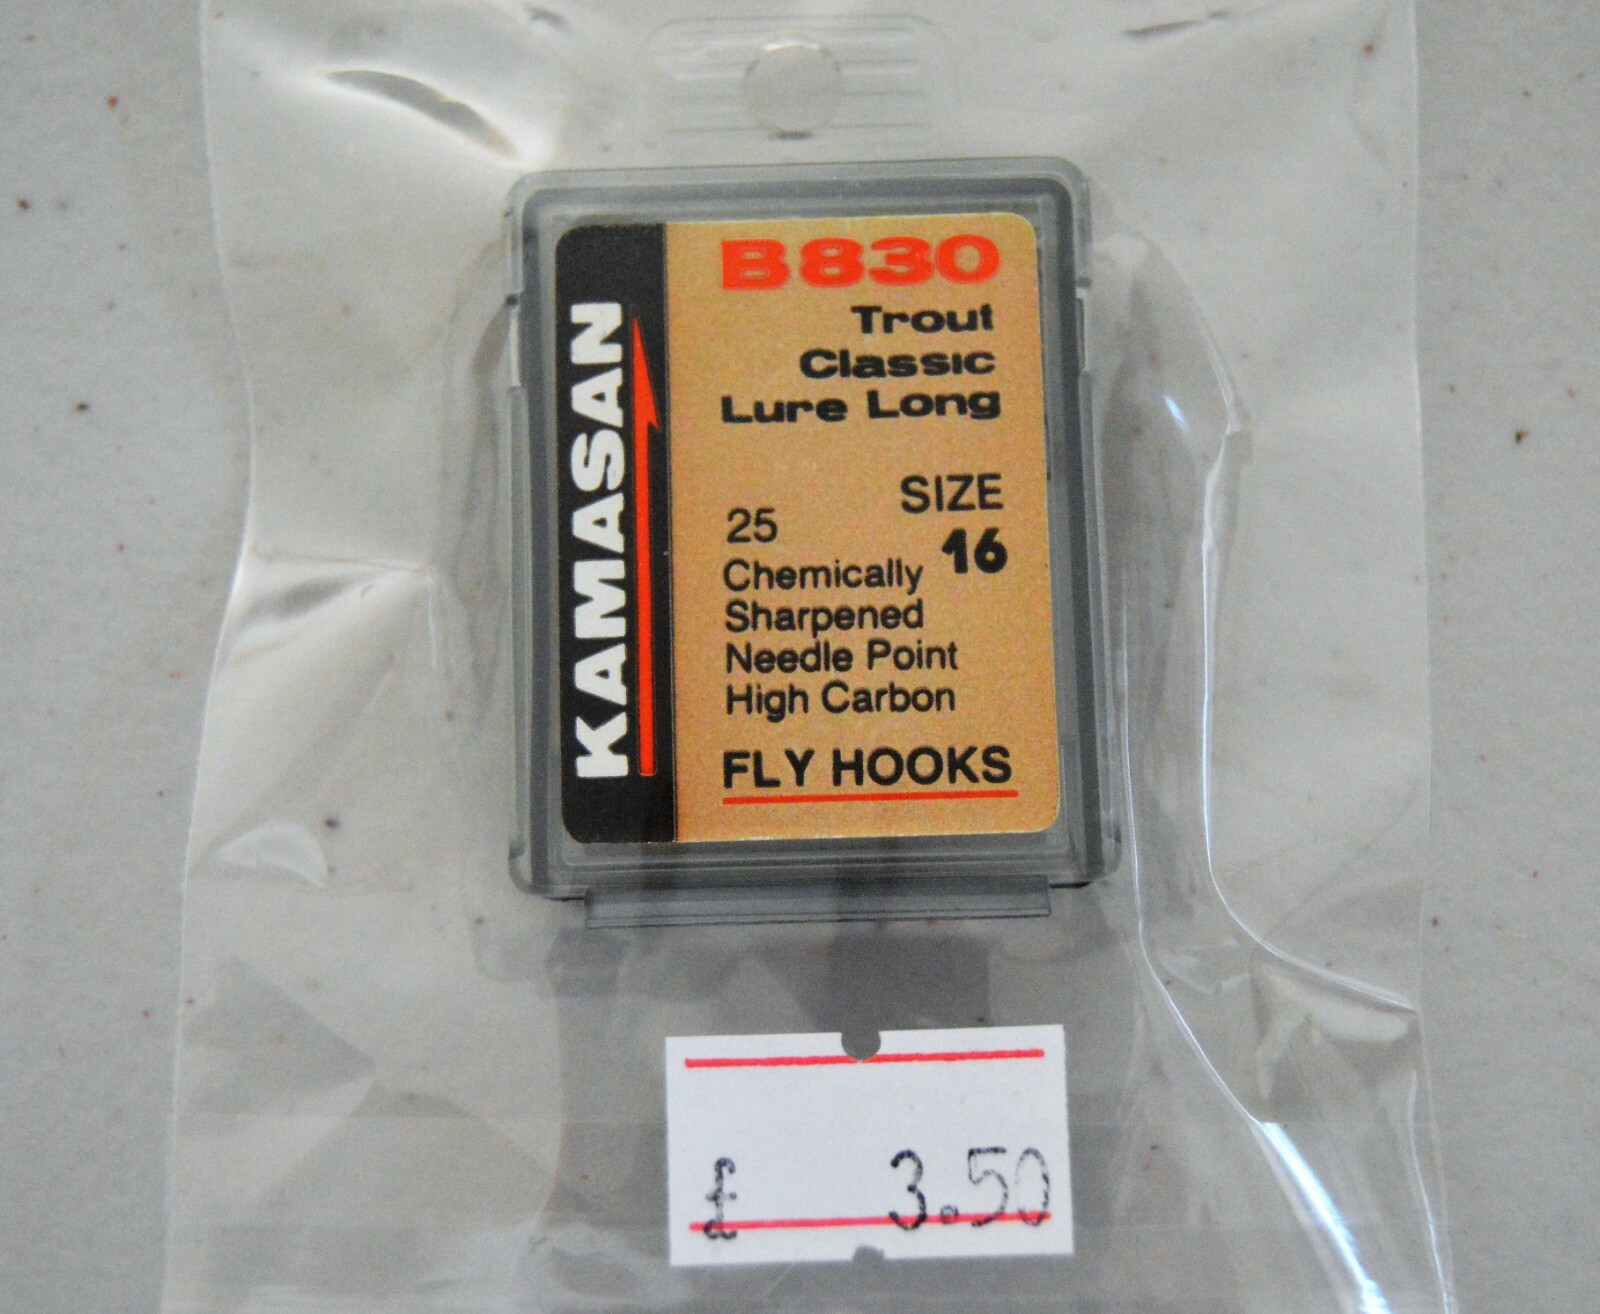 KAMASAN
B830
Trout
Classic
Lure Long
SIZE
16
25
Chemically
Sharpened
Needle Point
High Carbon
FLY HOOKS
£ 3.50